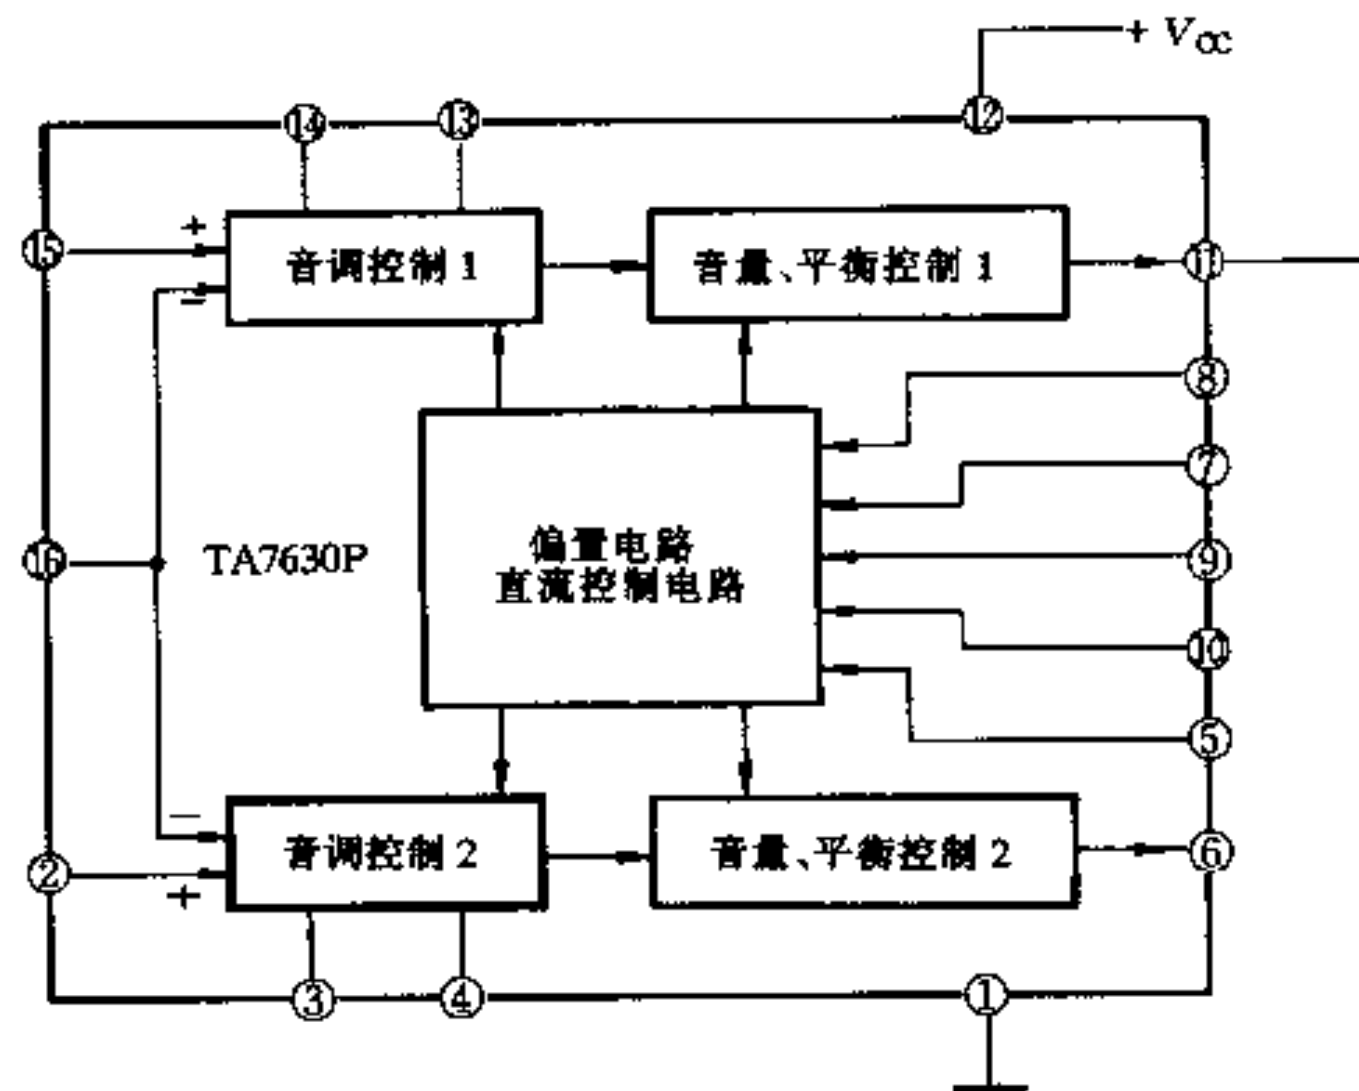 + Vcc
⑭ ⑬ ⑫
+
⑮ 音调控制 1 音量、平衡控制 1 ⑪
−
⑧
⑦
⑯ TA7630P 偏置电路 ⑨
直流控制电路
⑩
⑤
−
音调控制 2 音量、平衡控制 2 ⑥
②
+
③ ④ ①